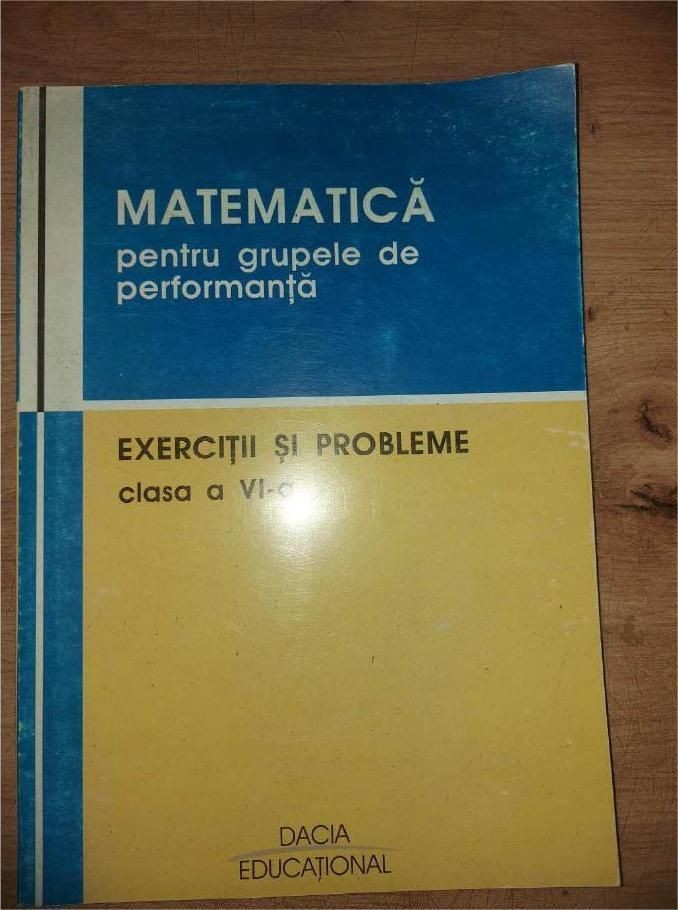 MATEMATICĂ
pentru grupele de
performanță
EXERCIȚII ȘI PROBLEME
clasa a VI-a
DACIA
EDUCAȚIONAL